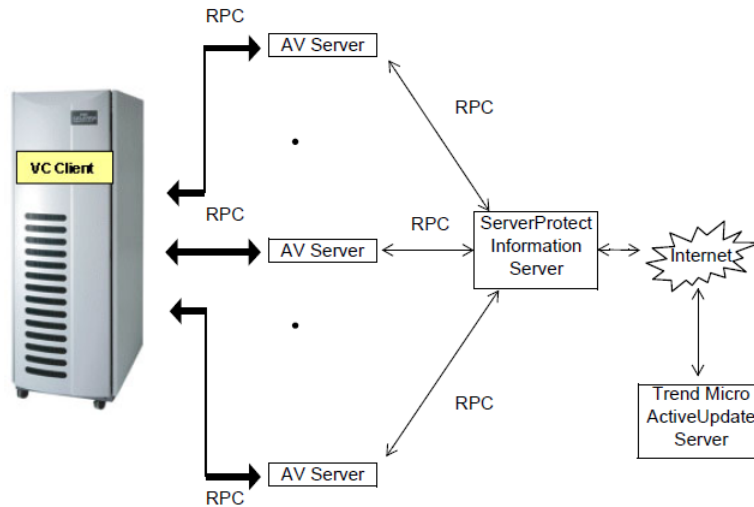 RPC
AV Server
RPC
VC Client
RPC
AV Server
RPC
ServerProtect
Information
Server
Internet
RPC
Trend Micro
ActiveUpdate
Server
AV Server
RPC